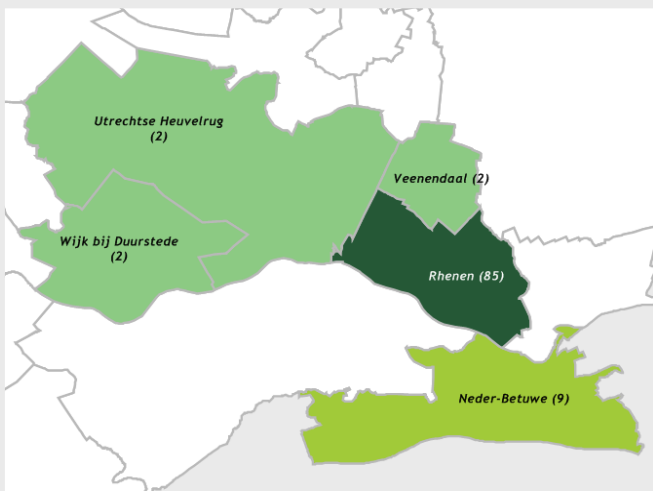 Utrechtse Heuvelrug
(2)
Veenendaal (2)
Wijk bij Duurstede
(2)
Rhenen (85)
Neder-Betuwe (9)